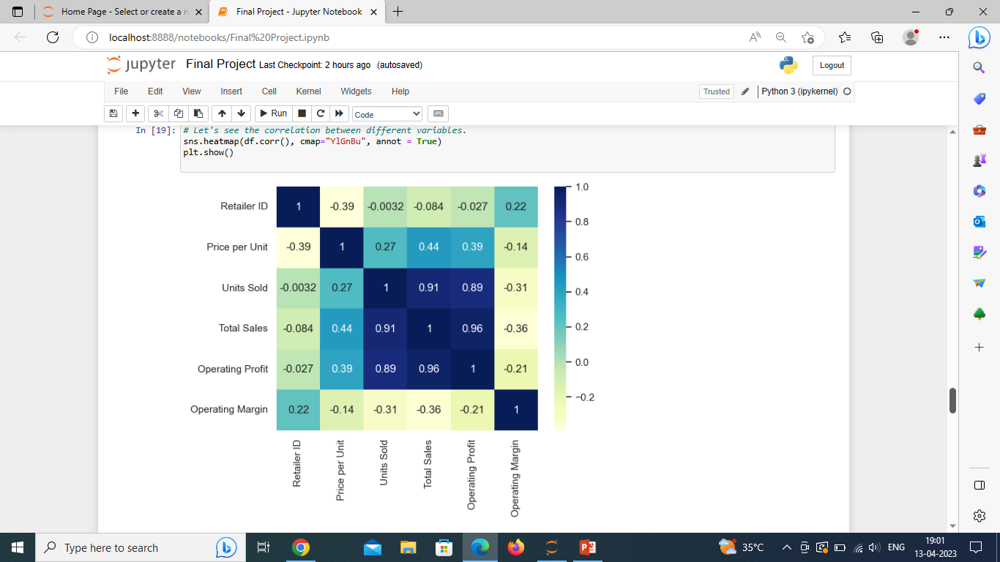 Home Page - Select or create a n
Final Project - Jupyter Notebook
localhost:8888/notebooks/Final%20Project.ipynb
jupyter Final Project Last Checkpoint: 2 hours ago (autosaved)
Logout
File Edit View Insert Cell Kernel Widgets Help
Trusted
Python 3 (ipykernel)
Run
Code
In [19]: # Let's see the correlation between different variables.
sns.heatmap(df.corr(), cmap="YlGnBu", annot = True)
plt.show()
Retailer ID 1 -0.39 -0.0032 -0.084 -0.027 0.22
Price per Unit -0.39 1 0.27 0.44 0.39 -0.14
Units Sold -0.0032 0.27 1 0.91 0.89 -0.31
Total Sales -0.084 0.44 0.91 1 0.96 -0.36
Operating Profit -0.027 0.39 0.89 0.96 1 -0.21
Operating Margin 0.22 -0.14 -0.31 -0.36 -0.21 1
Retailer ID
Price per Unit
Units Sold
Total Sales
Operating Profit
Operating Margin
1.0
0.8
0.6
0.4
0.2
0.0
−0.2
Type here to search
35°C
ENG
19:01
13-04-2023